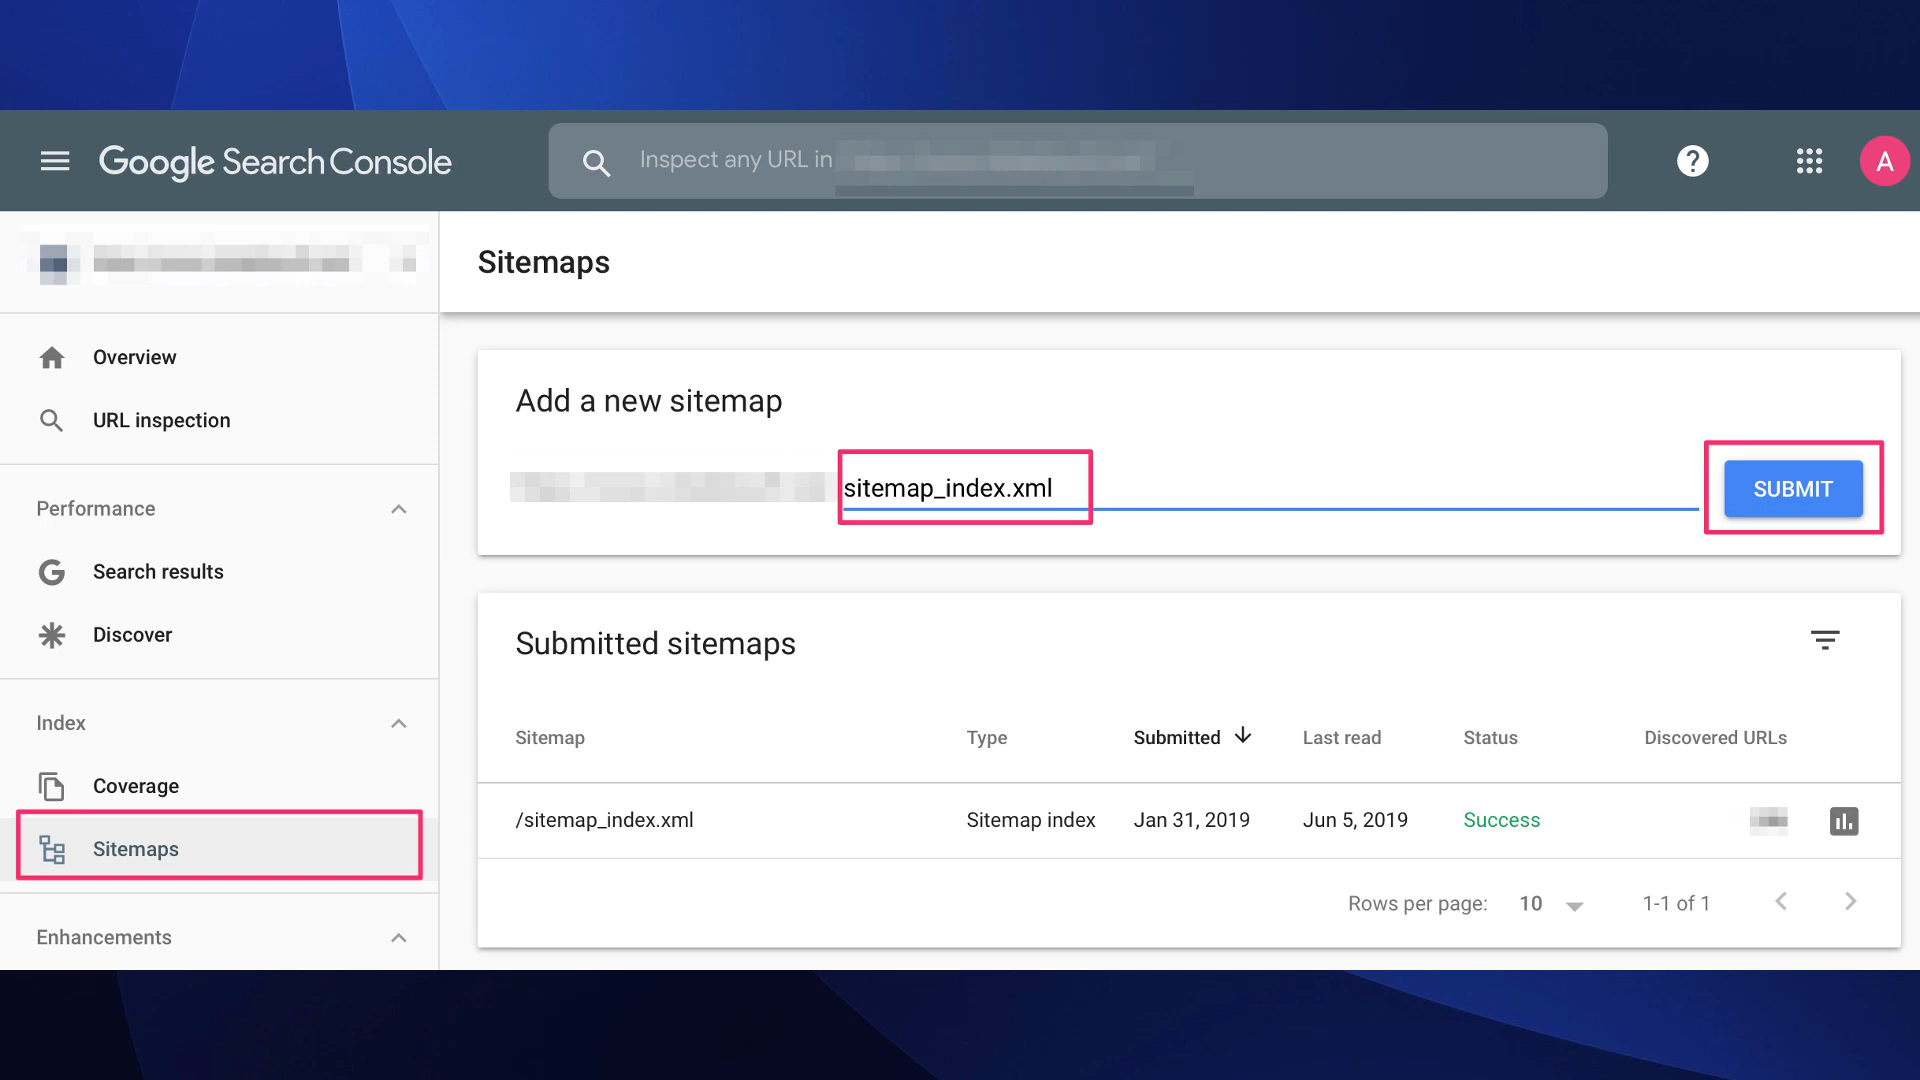 Google Search Console
Inspect any URL in
A
Sitemaps
Overview
URL inspection
Performance
Search results
Discover
Index
Coverage
Sitemaps
Enhancements
Add a new sitemap
sitemap_index.xml
SUBMIT
Submitted sitemaps
Sitemap Type Submitted Last read Status Discovered URLs
/sitemap_index.xml Sitemap index Jan 31, 2019 Jun 5, 2019 Success
Rows per page: 10 1-1 of 1